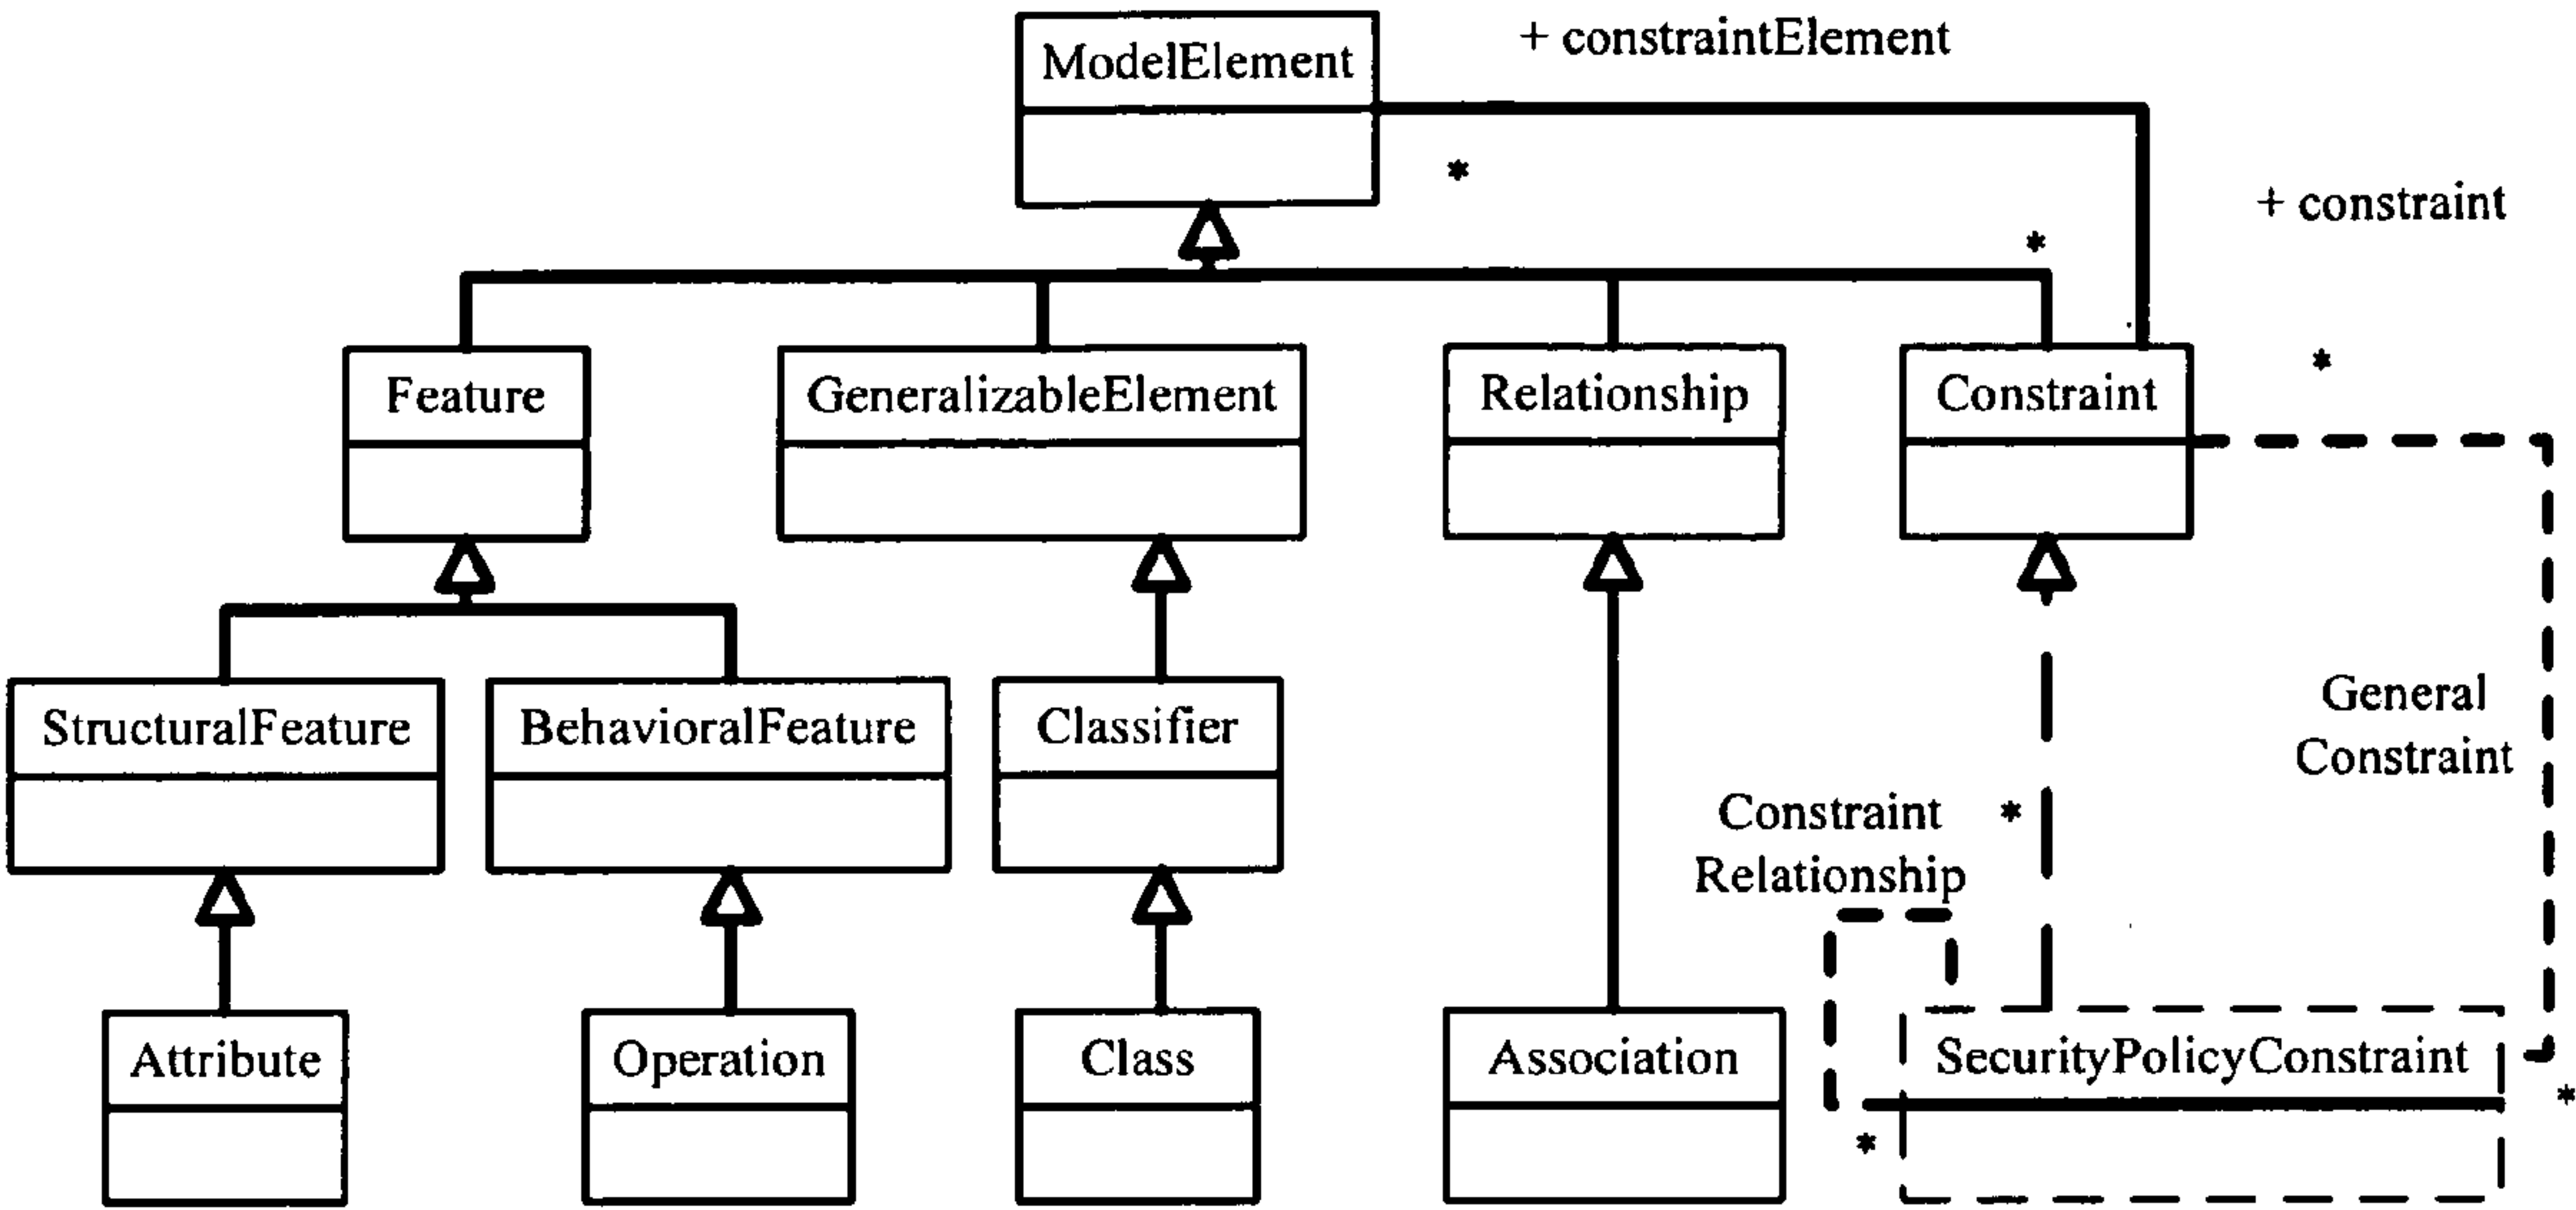 ModelElement
+ constraintElement
*
+ constraint
*
*
Feature
GeneralizableElement
Relationship
Constraint
StructuralFeature
BehavioralFeature
Classifier
General
Constraint
Constraint
Relationship
*
Attribute
Operation
Class
Association
SecurityPolicyConstraint
*
*